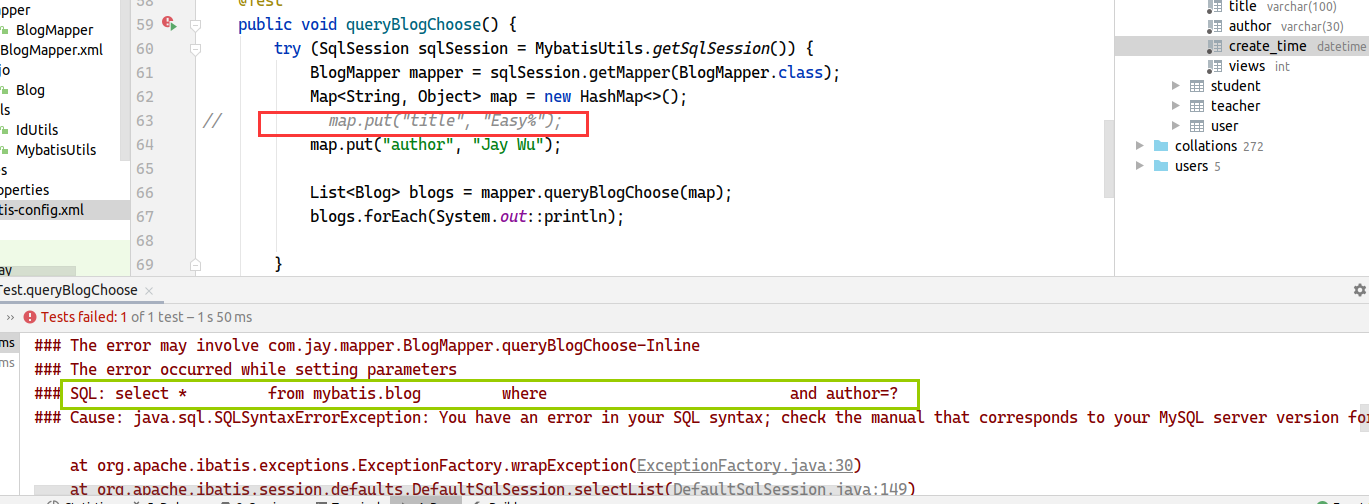 apper
BlogMapper
BlogMapper.xml
jo
Blog
ls
IdUtils
MybatisUtils
es
operties
tis-config.xml
av
58 @Test
59 public void queryBlogChoose() {
60 try (SqlSession sqlSession = MybatisUtils.getSqlSession()) {
61 BlogMapper mapper = sqlSession.getMapper(BlogMapper.class);
62 Map<String, Object> map = new HashMap<>();
63 // map.put("title", "Easy%");
64 map.put("author", "Jay Wu");
65
66 List<Blog> blogs = mapper.queryBlogChoose(map);
67 blogs.forEach(System.out::println);
68
69 }
title varchar(100)
author varchar(30)
create_time datetime
views int
student
teacher
user
collations 272
users 5
Test.queryBlogChoose ×
» Tests failed: 1 of 1 test – 1 s 50 ms
ms
ms
### The error may involve com.jay.mapper.BlogMapper.queryBlogChoose-Inline
### The error occurred while setting parameters
### SQL: select * from mybatis.blog where and author=?
### Cause: java.sql.SQLSyntaxErrorException: You have an error in your SQL syntax; check the manual that corresponds to your MySQL server version for
at org.apache.ibatis.exceptions.ExceptionFactory.wrapException(ExceptionFactory.java:30)
at org.apache.ibatis.session.defaults.DefaultSqlSession.selectList(DefaultSqlSession.java:149)